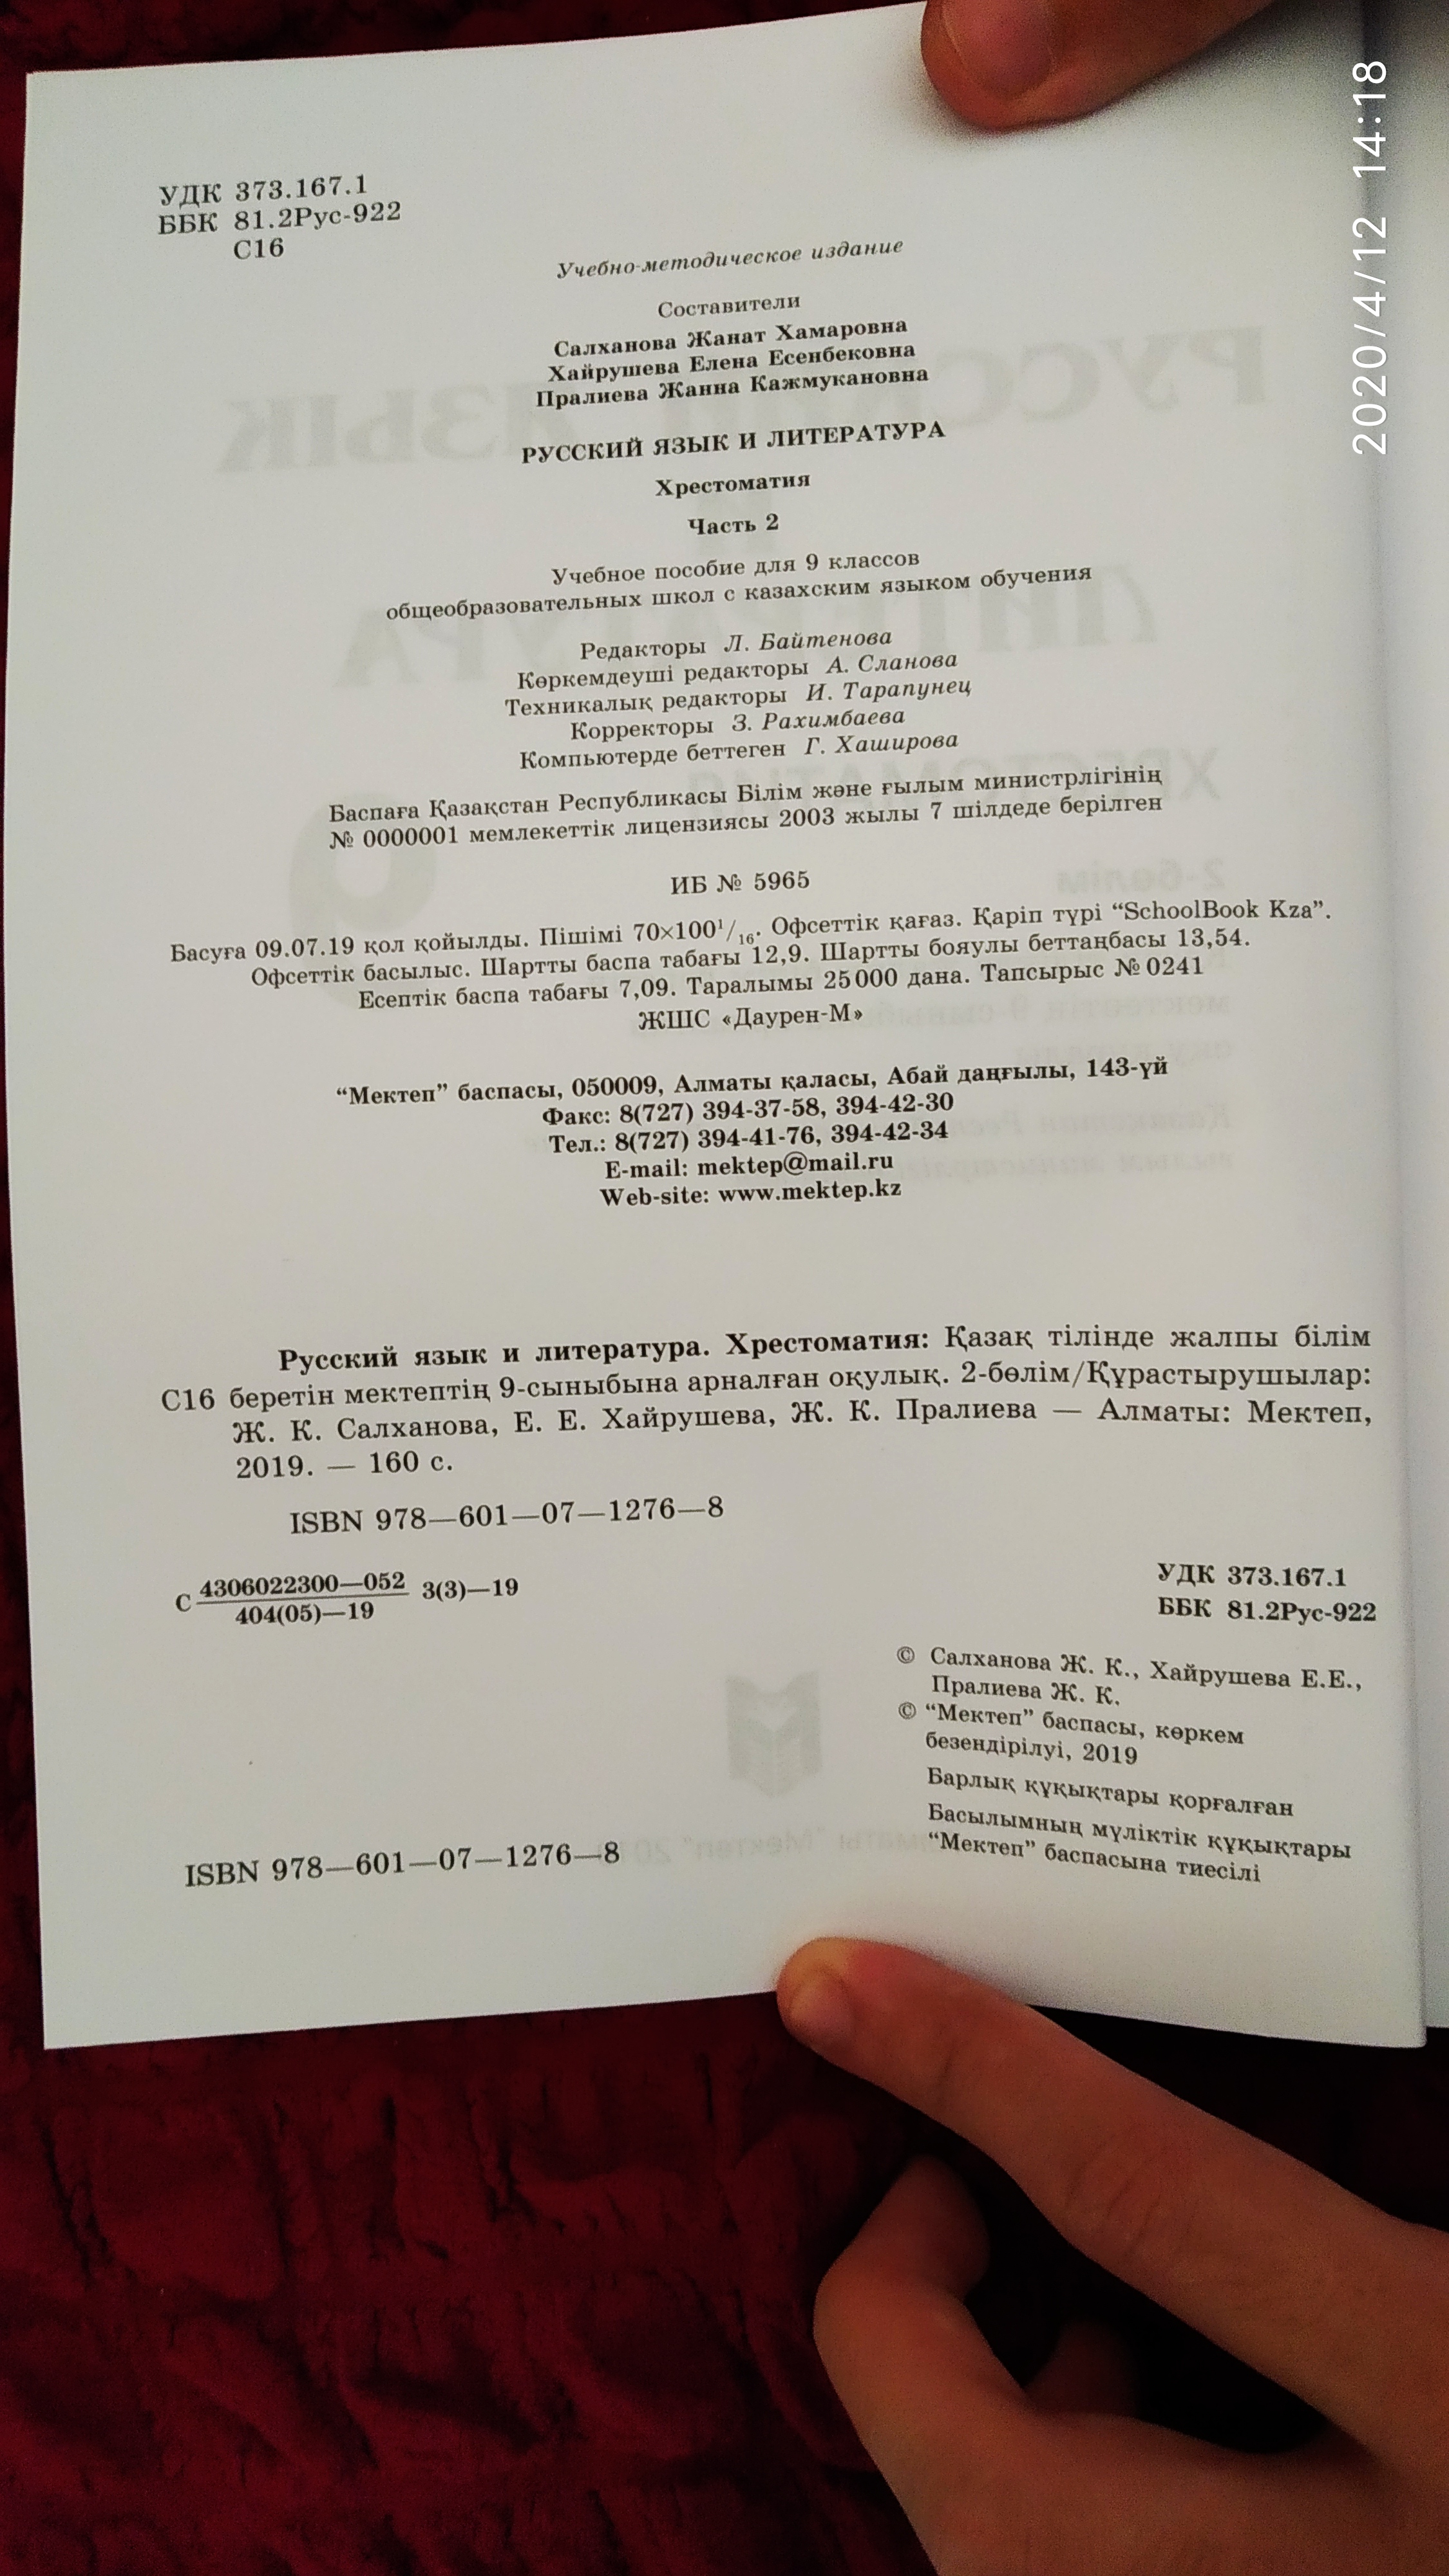 УДК 373.167.1
ББК 81.2Рус-922
С16
Учебно-методическое издание
Составители
Салханова Жанат Хамаровна
Хайрушева Елена Есенбековна
Пралиева Жанна Кажмукановна
РУССКИЙ ЯЗЫК И ЛИТЕРАТУРА
Хрестоматия
Часть 2
Учебное пособие для 9 классов
общеобразовательных школ с казахским языком обучения
Редакторы Л. Байтенова
Көркемдеуші редакторы А. Сланова
Техникалық редакторы И. Тарапунец
Корректоры З. Рахимбаева
Компьютерде беттеген Г. Хаширова
Баспаға Қазақстан Республикасы Білім және ғылым министрлігінің
№ 0000001 мемлекеттік лицензиясы 2003 жылы 7 шілдеде берілген
ИБ № 5965
Басуға 09.07.19 қол қойылды. Пішімі 70×100¹/₁₆. Офсеттік қағаз. Қаріп түрі “SchoolBook Kza”.
Офсеттік басылыс. Шартты баспа табағы 12,9. Шартты бояулы беттаңбасы 13,54.
Есептік баспа табағы 7,09. Таралымы 25 000 дана. Тапсырыс № 0241
ЖШС «Даурен-М»
“Мектеп” баспасы, 050009, Алматы қаласы, Абай даңғылы, 143-үй
Факс: 8(727) 394-37-58, 394-42-30
Тел.: 8(727) 394-41-76, 394-42-34
E-mail: mektep@mail.ru
Web-site: www.mektep.kz
Русский язык и литература. Хрестоматия: Қазақ тілінде жалпы білім
С16 беретін мектептің 9-сыныбына арналған оқулық. 2-бөлім/Құрастырушылар:
Ж. К. Салханова, Е. Е. Хайрушева, Ж. К. Пралиева — Алматы: Мектеп,
2019. — 160 с.
ISBN 978—601—07—1276—8
С 4306022300—052 3(3)—19
404(05)—19
УДК 373.167.1
ББК 81.2Рус-922
© Салханова Ж. К., Хайрушева Е.Е.,
Пралиева Ж. К.
© “Мектеп” баспасы, көркем
безендірілуі, 2019
Барлық құқықтары қорғалған
Басылымның мүліктік құқықтары
“Мектеп” баспасына тиесілі
ISBN 978—601—07—1276—8
2020/4/12 14:18